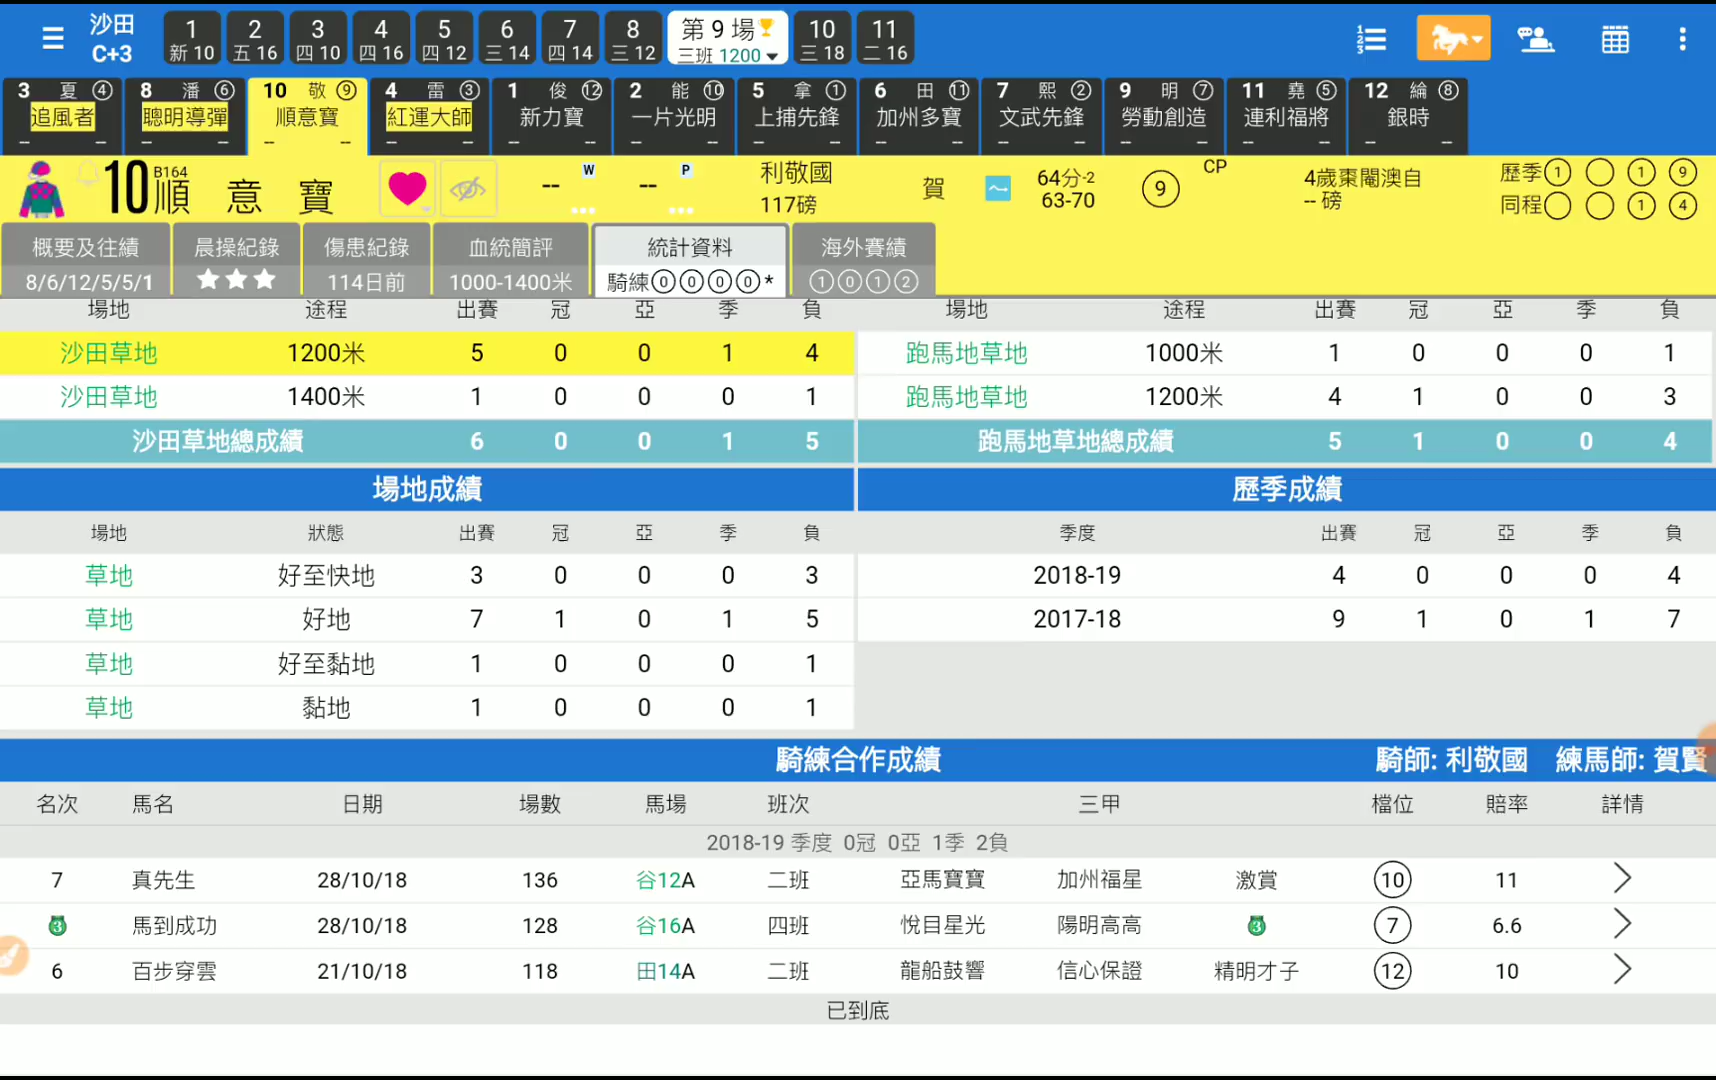 沙田 C+3
1 新 10
2 五 16
3 四 10
4 四 16
5 四 12
6 三 14
7 四 14
8 三 12
第 9 場 三班 1200
10 三 18
11 二 16
3 夏 4 追風者 -- --
8 潘 6 聰明導彈 -- --
10 敬 9 順意寶 -- --
4 雷 3 紅運大師 -- --
1 俊 12 新力寶 -- --
2 能 10 一片光明 -- --
5 拿 1 上捕先鋒 -- --
6 田 11 加州多寶 -- --
7 熙 2 文武先鋒 -- --
9 明 7 勞動創造 -- --
11 堯 5 連利福將 -- --
12 綸 8 銀時 -- --
10 B164 順意寶 -- W -- P 利敬國 117磅 賀 64分-2 63-70 9 CP 4歲東閹澳自 -- 磅
歷季 1 1 9
同程 1 4
概要及往績 8/6/12/5/5/1
晨操紀錄 ★★★
傷患紀錄 114日前
血統簡評 1000-1400米
統計資料 騎練 0 0 0 0 *
海外賽績 1 0 1 2
場地 途程 出賽 冠 亞 季 負 場地 途程 出賽 冠 亞 季 負
沙田草地 1200米 5 0 0 1 4 跑馬地草地 1000米 1 0 0 0 1
沙田草地 1400米 1 0 0 0 1 跑馬地草地 1200米 4 1 0 0 3
沙田草地總成績 6 0 0 1 5 跑馬地草地總成績 5 1 0 0 4
場地成績 歷季成績
場地 狀態 出賽 冠 亞 季 負 季度 出賽 冠 亞 季 負
草地 好至快地 3 0 0 0 3 2018-19 4 0 0 0 4
草地 好地 7 1 0 1 5 2017-18 9 1 0 1 7
草地 好至黏地 1 0 0 0 1
草地 黏地 1 0 0 0 1
騎練合作成績 騎師: 利敬國 練馬師: 賀賢
名次 馬名 日期 場數 馬場 班次 三甲 檔位 賠率 詳情
2018-19 季度 0冠 0亞 1季 2負
7 真先生 28/10/18 136 谷12A 二班 亞馬寶寶 加州福星 激賞 10 11
3 馬到成功 28/10/18 128 谷16A 四班 悅目星光 陽明高高 3 7 6.6
6 百步穿雲 21/10/18 118 田14A 二班 龍船鼓響 信心保證 精明才子 12 10
已到底